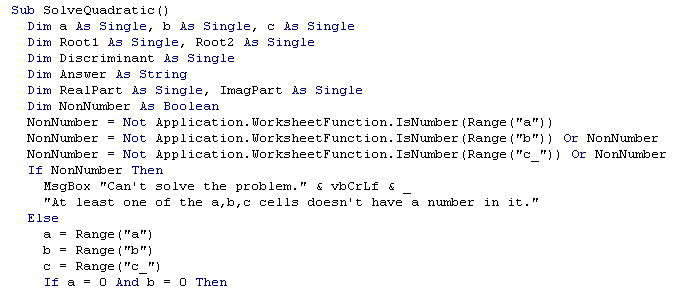 Sub SolveQuadratic()
Dim a As Single, b As Single, c As Single
Dim Root1 As Single, Root2 As Single
Dim Discriminant As Single
Dim Answer As String
Dim RealPart As Single, ImagPart As Single
Dim NonNumber As Boolean
NonNumber = Not Application.WorksheetFunction.IsNumber(Range("a"))
NonNumber = Not Application.WorksheetFunction.IsNumber(Range("b")) Or NonNumber
NonNumber = Not Application.WorksheetFunction.IsNumber(Range("c_")) Or NonNumber
If NonNumber Then
MsgBox "Can't solve the problem." & vbCrLf & _
"At least one of the a,b,c cells doesn't have a number in it."
Else
a = Range("a")
b = Range("b")
c = Range("c_")
If a = 0 And b = 0 Then